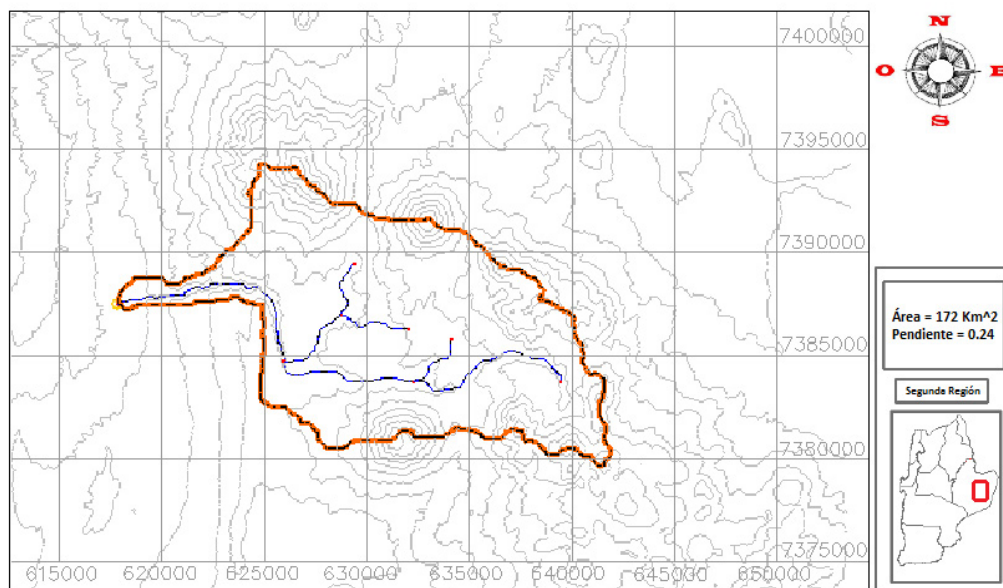 7400000
N
O
E
S
7395000
7390000
7385000
7380000
7375000
615000 620000 625000 630000 635000 640000 645000 650000
Área = 172 Km^2
Pendiente = 0.24
Segunda Región